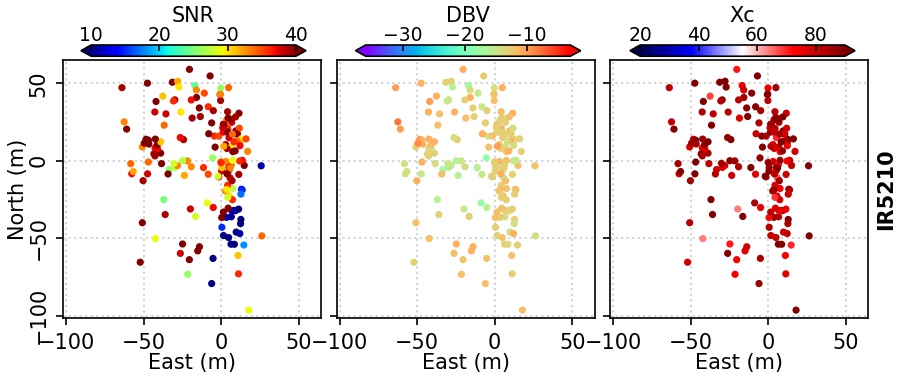 SNR DBV Xc
10 20 30 40 −30 −20 −10 20 40 60 80
50
0
−50
−100
North (m)
−100 −50 0 50 −100 −50 0 50 −100 −50 0 50
East (m) East (m) East (m)
IR5210